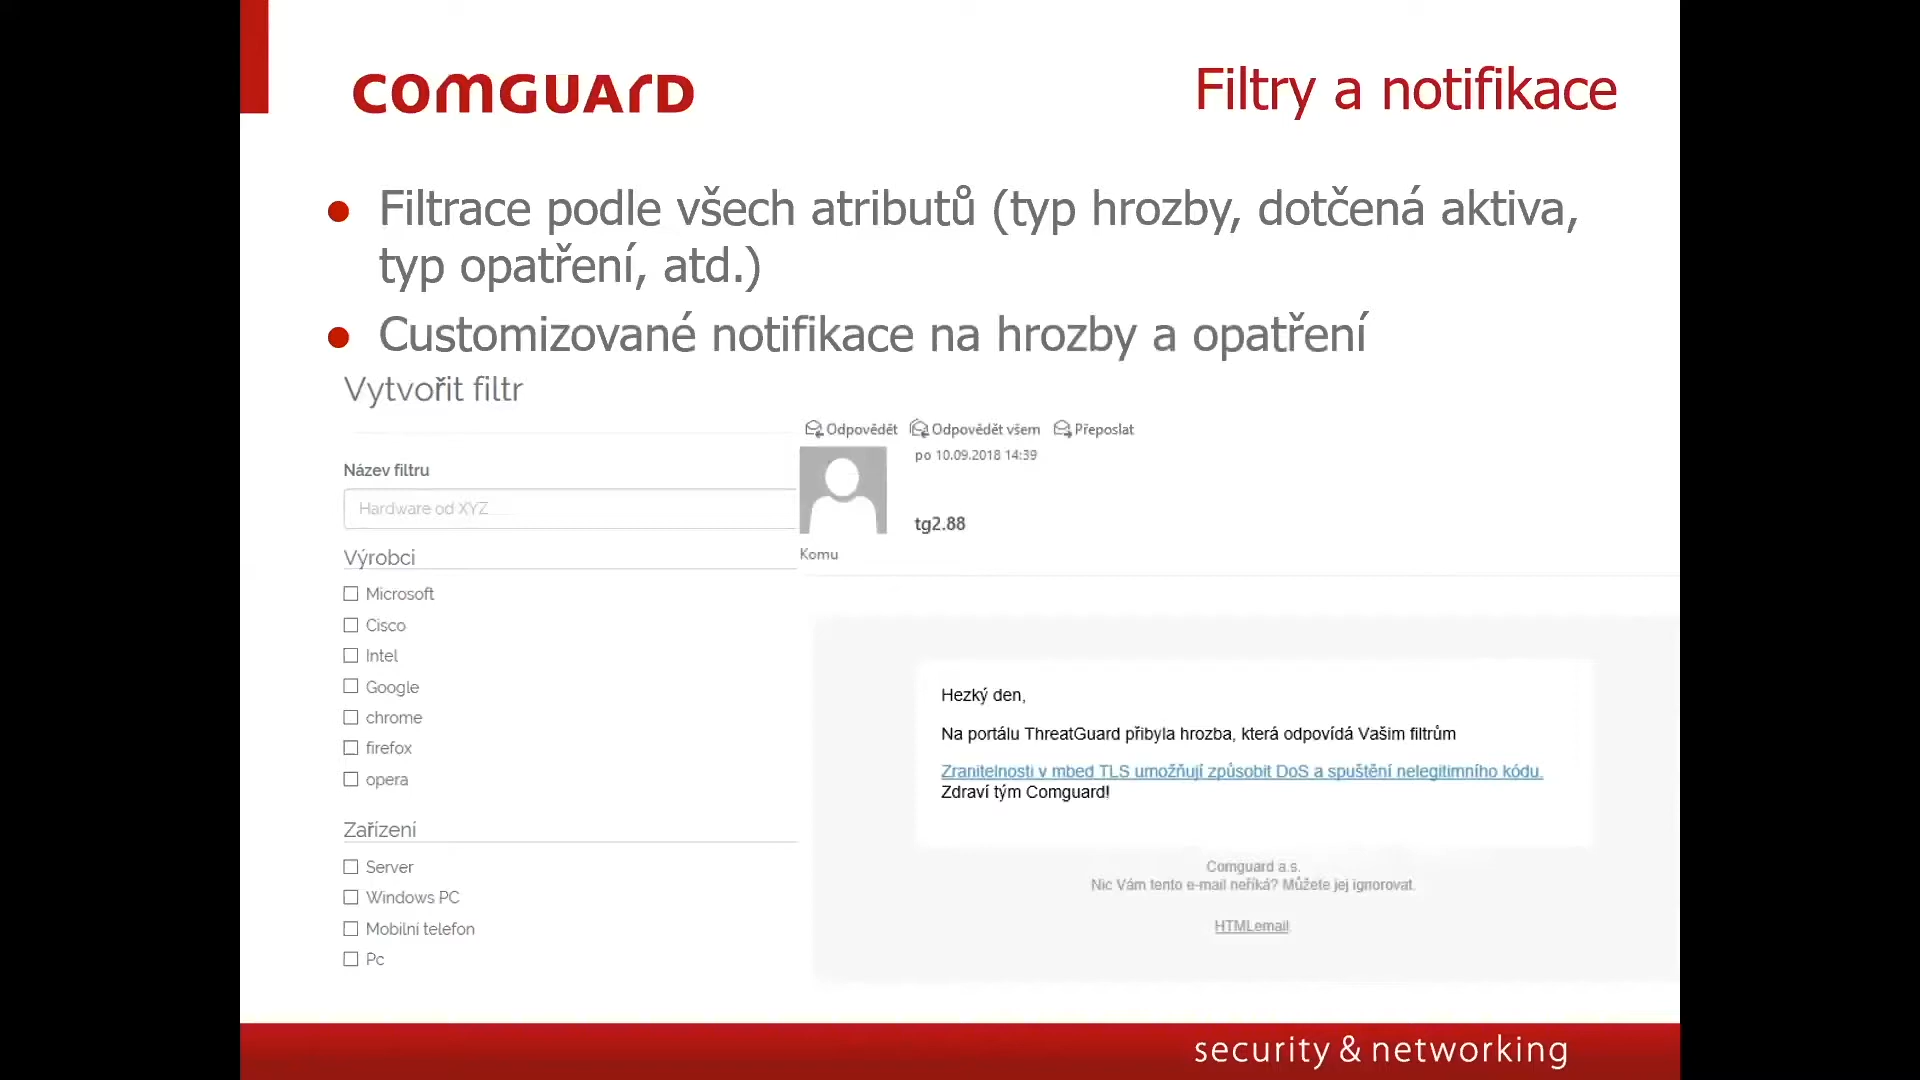 COMGUARD
Filtry a notifikace
Filtrace podle všech atributů (typ hrozby, dotčená aktiva,
typ opatření, atd.)
Customizované notifikace na hrozby a opatření
Vytvořit filtr
Název filtru
Hardware od XYZ
Výrobci
Microsoft
Cisco
Intel
Google
chrome
firefox
opera
Zařízení
Server
Windows PC
Mobilní telefon
Pc
Odpovědět Odpovědět všem Přeposlat
po 10.09.2018 14:39
tg2.88
Komu
Hezký den,
Na portálu ThreatGuard přibyla hrozba, která odpovídá Vašim filtrům
Zranitelnosti v mbed TLS umožňují způsobit DoS a spuštění nelegitimního kódu.
Zdraví tým Comguard!
Comguard a.s.
Nic Vám tento e-mail neříká? Můžete jej ignorovat.
HTMLemail
security & networking